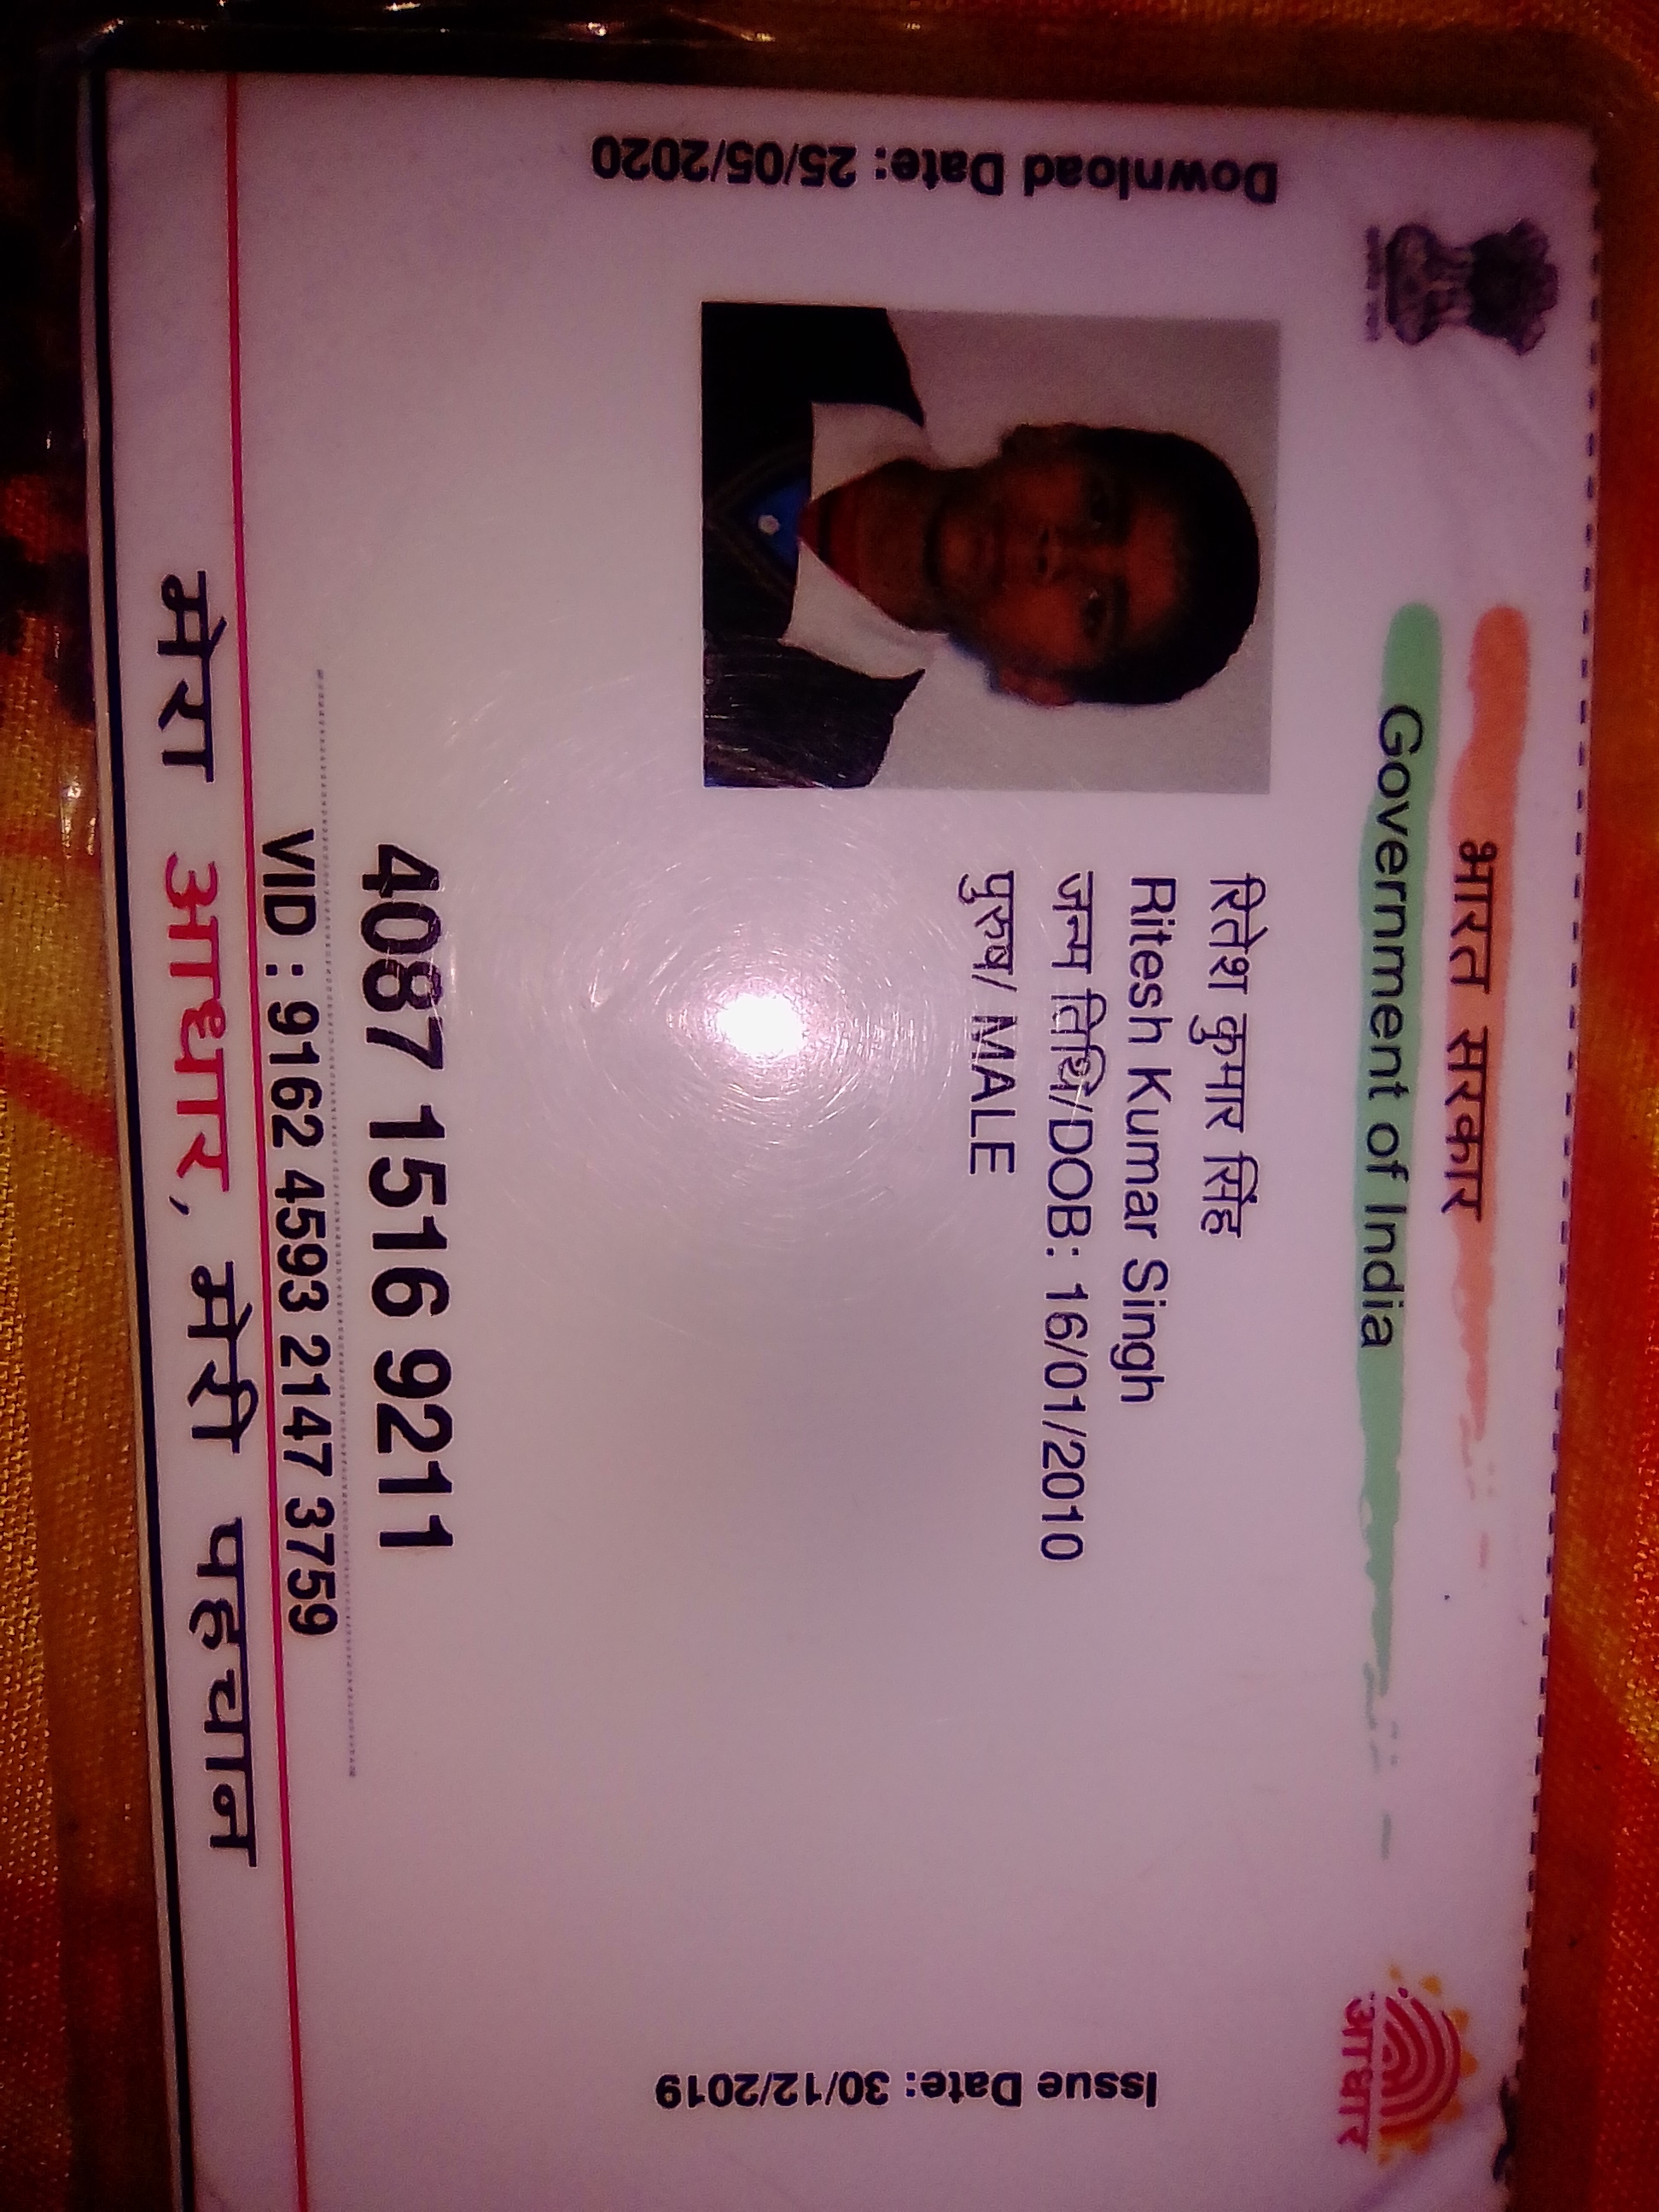 भारत सरकार
Government of India
Download Date: 25/05/2020
रितेश कुमार सिंह
Ritesh Kumar Singh
जन्म तिथि/DOB: 16/01/2010
पुरुष/ MALE
Issue Date: 30/12/2019
आधार
4087 1516 9211
VID : 9162 4593 2147 3759
मेरा आधार, मेरी पहचान